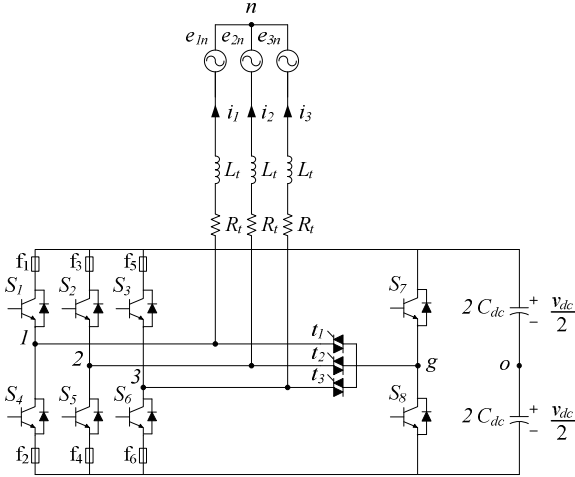 n
e1n e2n e3n
i1 i2 i3
Lt Lt Lt
Rt Rt Rt
f1 f3 f5
S1 S2 S3 S7
2 Cdc + − vdc/2
1 t1
2 t2 g o
3 t3
S4 S5 S6 S8
2 Cdc + − vdc/2
f2 f4 f6